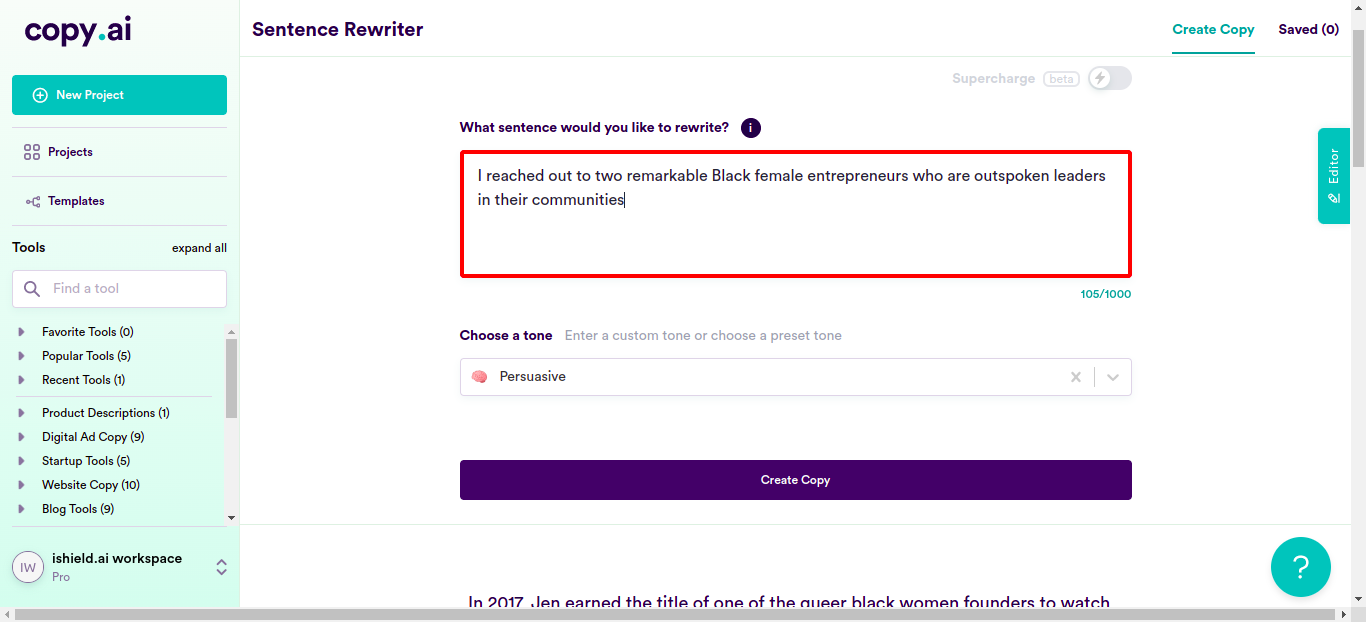 copy.ai
Sentence Rewriter
Create Copy
Saved (0)
New Project
Projects
Templates
Tools
expand all
Find a tool
Favorite Tools (0)
Popular Tools (5)
Recent Tools (1)
Product Descriptions (1)
Digital Ad Copy (9)
Startup Tools (5)
Website Copy (10)
Blog Tools (9)
IW
ishield.ai workspace
Pro
Supercharge beta
What sentence would you like to rewrite? i
I reached out to two remarkable Black female entrepreneurs who are outspoken leaders
in their communities
105/1000
Choose a tone Enter a custom tone or choose a preset tone
Persuasive
Create Copy
In 2017, Jen earned the title of one of the queer black women founders to watch
Editor
?